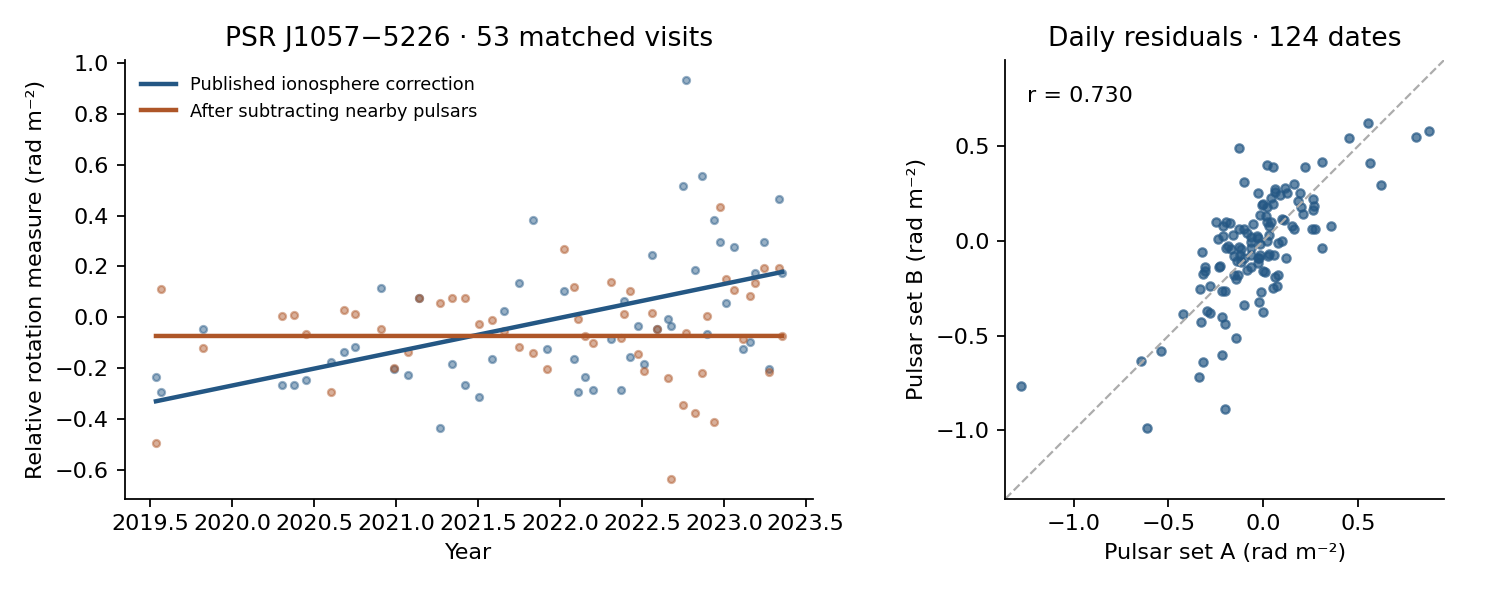 PSR J1057−5226 · 53 matched visits
Relative rotation measure (rad m⁻²)
1.0
0.8
0.6
0.4
0.2
0.0
−0.2
−0.4
−0.6
Published ionosphere correction
After subtracting nearby pulsars
2019.5 2020.0 2020.5 2021.0 2021.5 2022.0 2022.5 2023.0 2023.5
Year
Daily residuals · 124 dates
r = 0.730
Pulsar set B (rad m⁻²)
0.5
0.0
−0.5
−1.0
−1.0 −0.5 0.0 0.5
Pulsar set A (rad m⁻²)